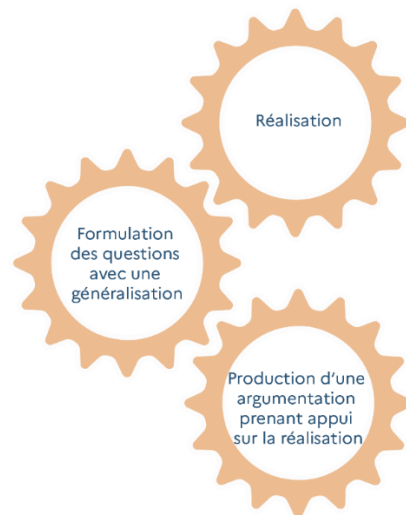 Réalisation
Formulation
des questions
avec une
généralisation
Production d'une
argumentation
prenant appui
sur la réalisation